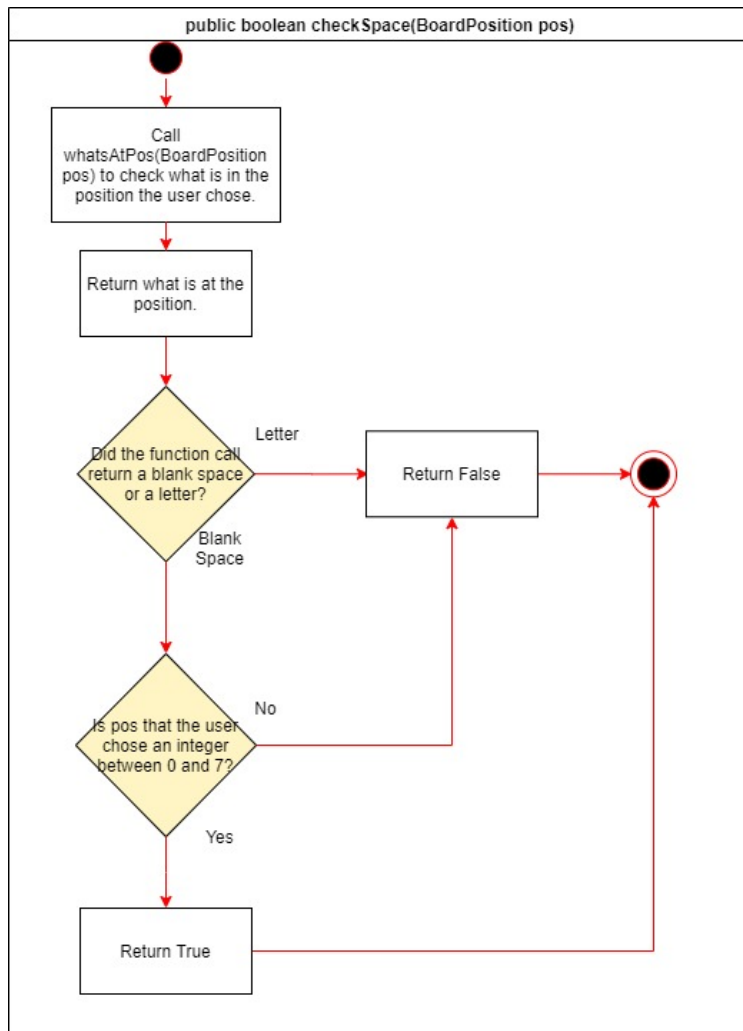 public boolean checkSpace(BoardPosition pos)
Call
whatsAtPos(BoardPosition
pos) to check what is in the
position the user chose.
Return what is at the
position.
Did the function call
return a blank space
or a letter?
Letter
Return False
Blank
Space
Is pos that the user
chose an integer
between 0 and 7?
No
Yes
Return True